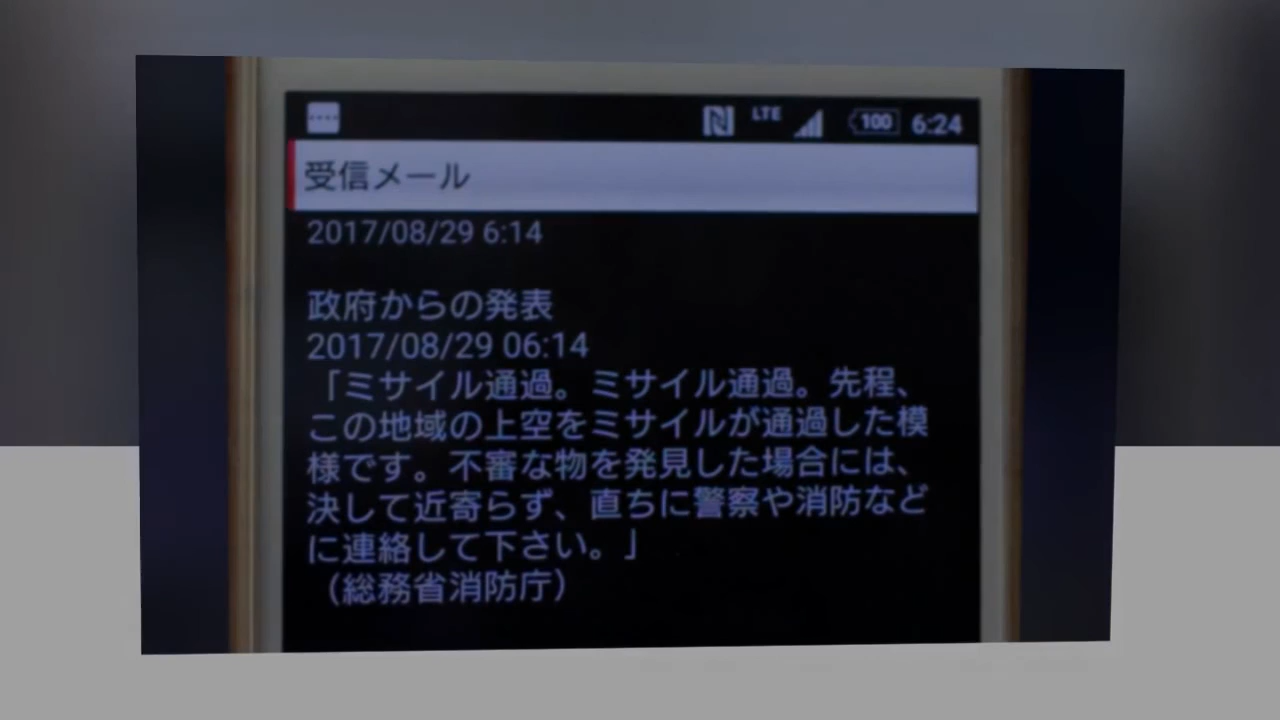 LTE 100 6:24
受信メール
2017/08/29 6:14
政府からの発表
2017/08/29 06:14
「ミサイル通過。ミサイル通過。先程、
この地域の上空をミサイルが通過した模
様です。不審な物を発見した場合には、
決して近寄らず、直ちに警察や消防など
に連絡して下さい。」
（総務省消防庁）